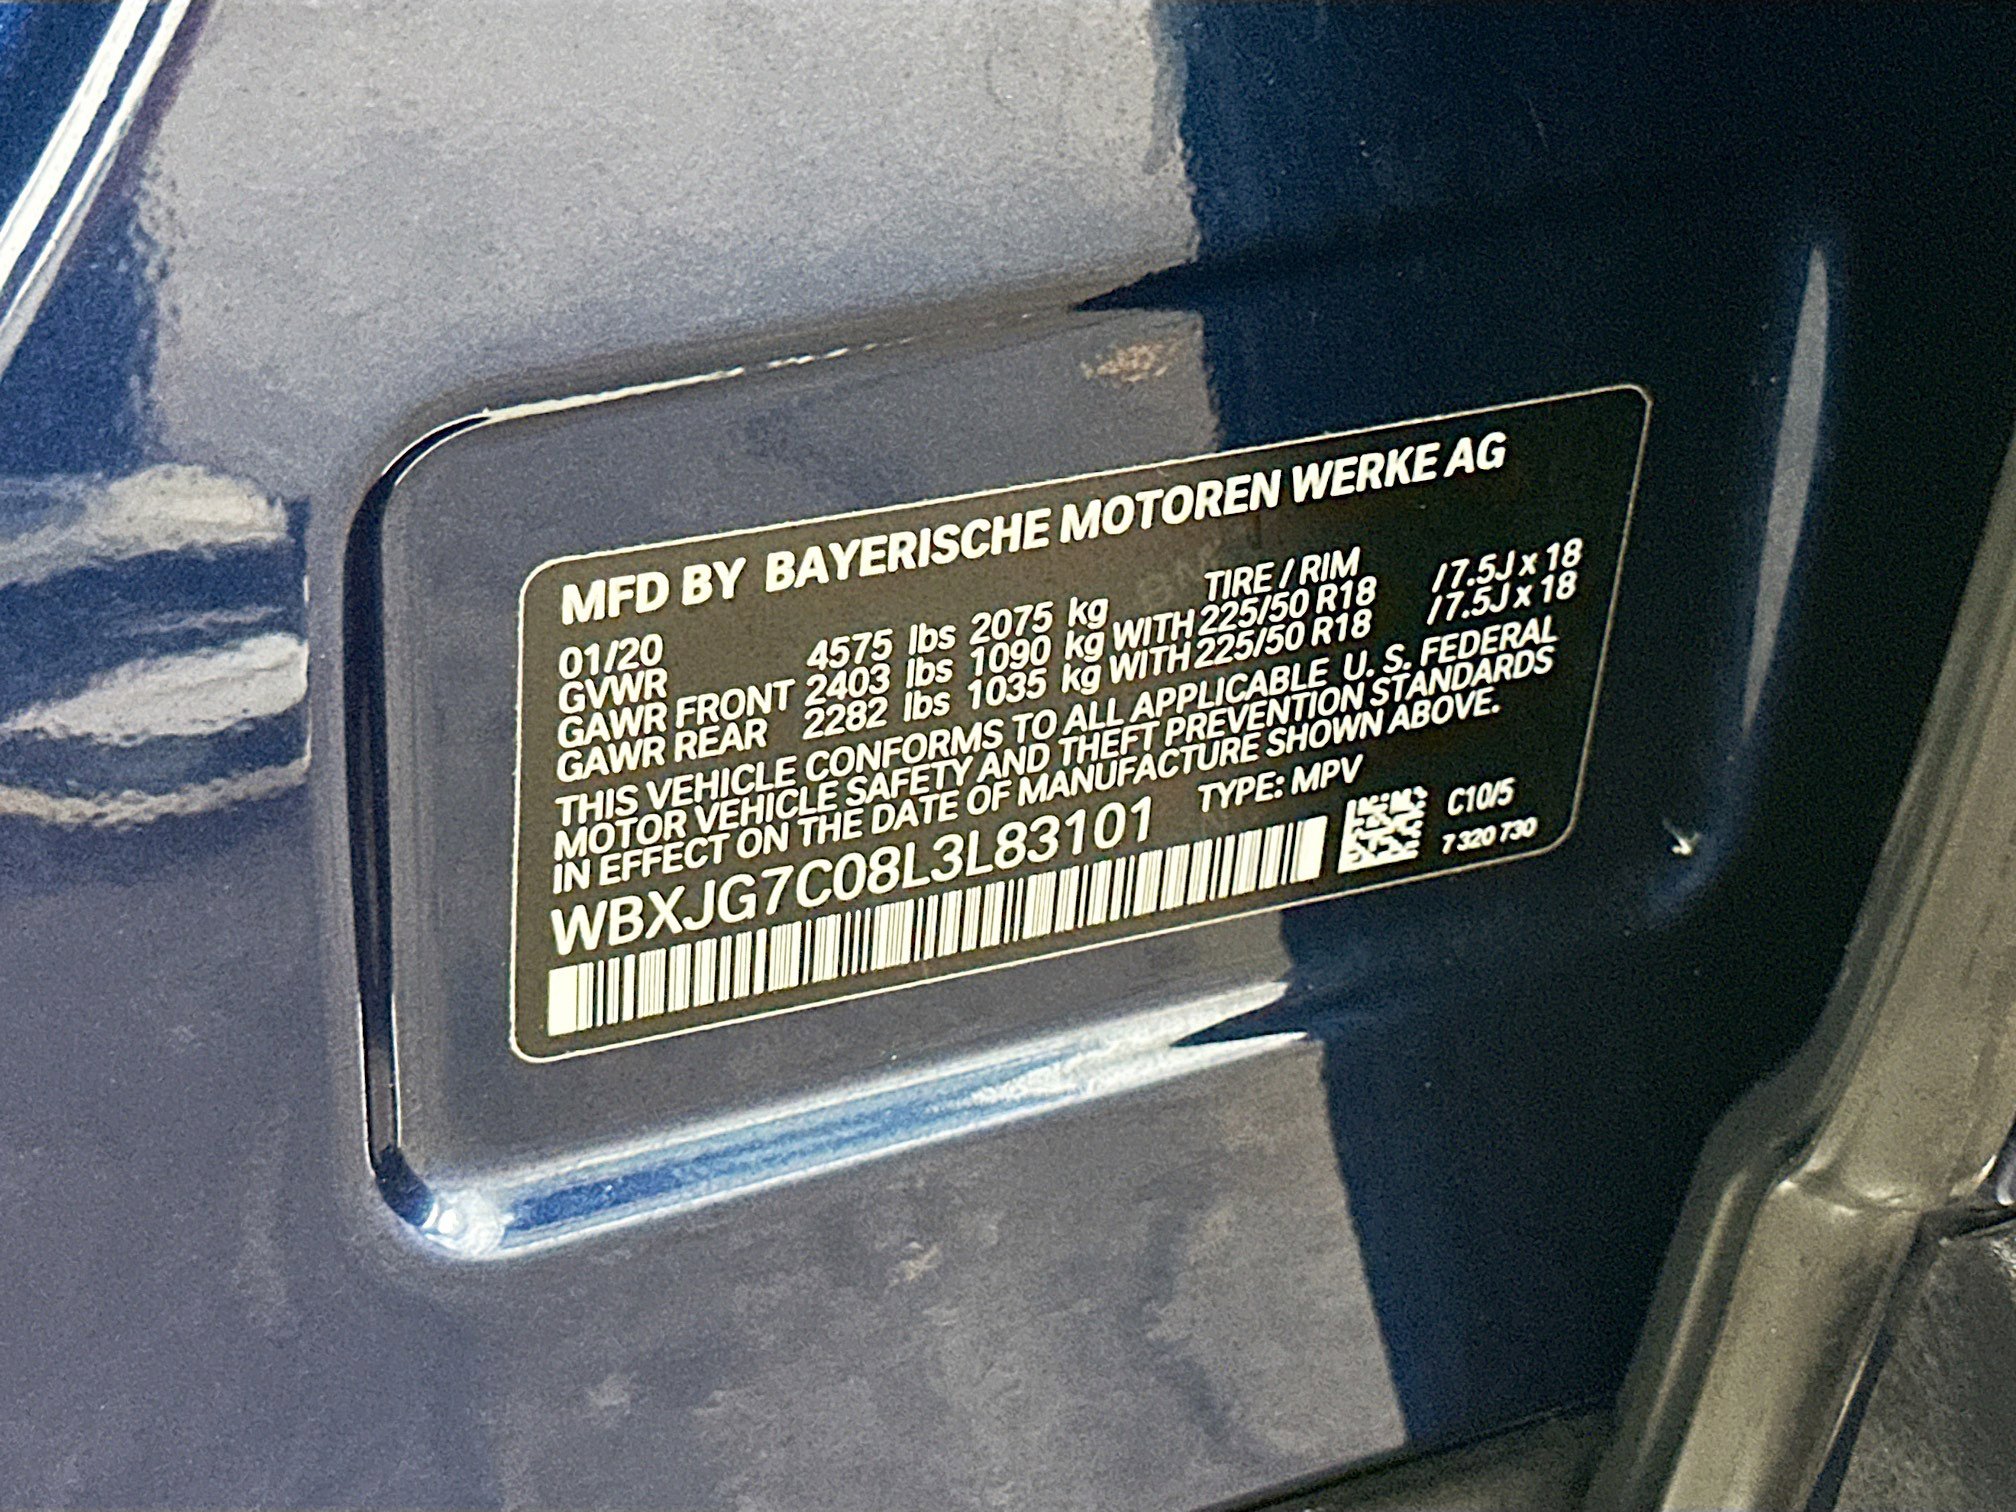 MFD BY BAYERISCHE MOTOREN WERKE AG
01/20 TIRE / RIM
GVWR 4575 lbs 2075 kg
GAWR FRONT 2403 lbs 1090 kg WITH 225/50 R18 /7.5J x 18
GAWR REAR 2282 lbs 1035 kg WITH 225/50 R18 /7.5J x 18
THIS VEHICLE CONFORMS TO ALL APPLICABLE U. S. FEDERAL
MOTOR VEHICLE SAFETY AND THEFT PREVENTION STANDARDS
IN EFFECT ON THE DATE OF MANUFACTURE SHOWN ABOVE.
WBXJG7C08L3L83101 TYPE: MPV
C10/5
7 320 730